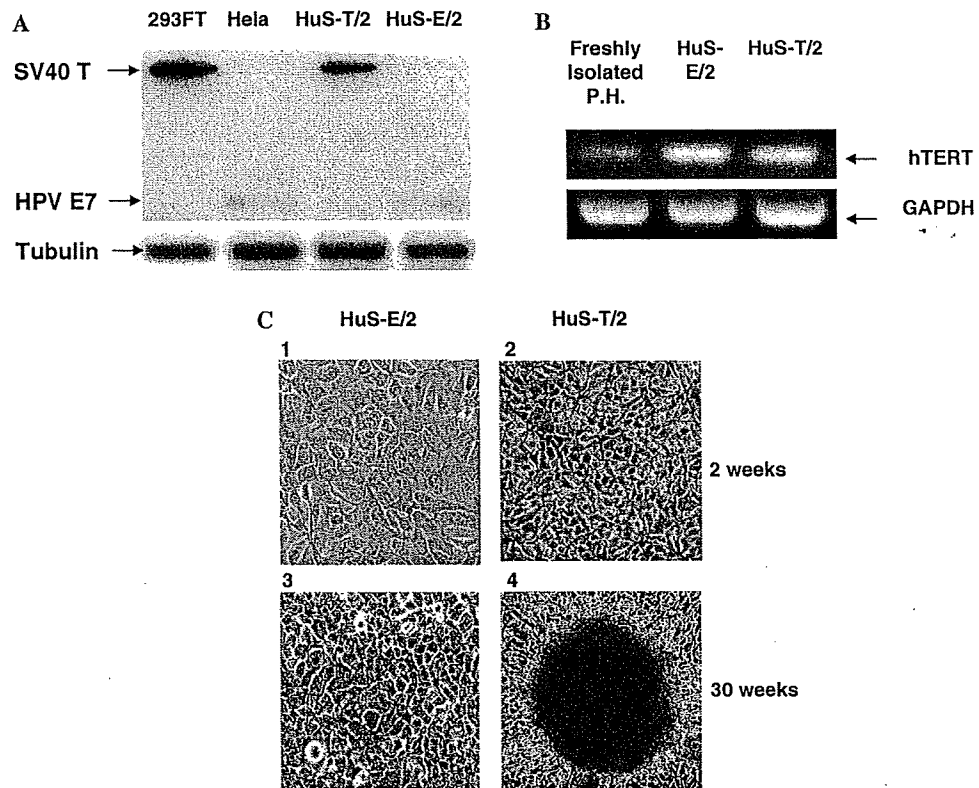 A
293FT Hela HuS-T/2 HuS-E/2
SV40 T
HPV E7
Tubulin
B
Freshly
Isolated
P.H.
HuS-
E/2
HuS-T/2
hTERT
GAPDH
C
HuS-E/2
HuS-T/2
1
2
2 weeks
3
4
30 weeks